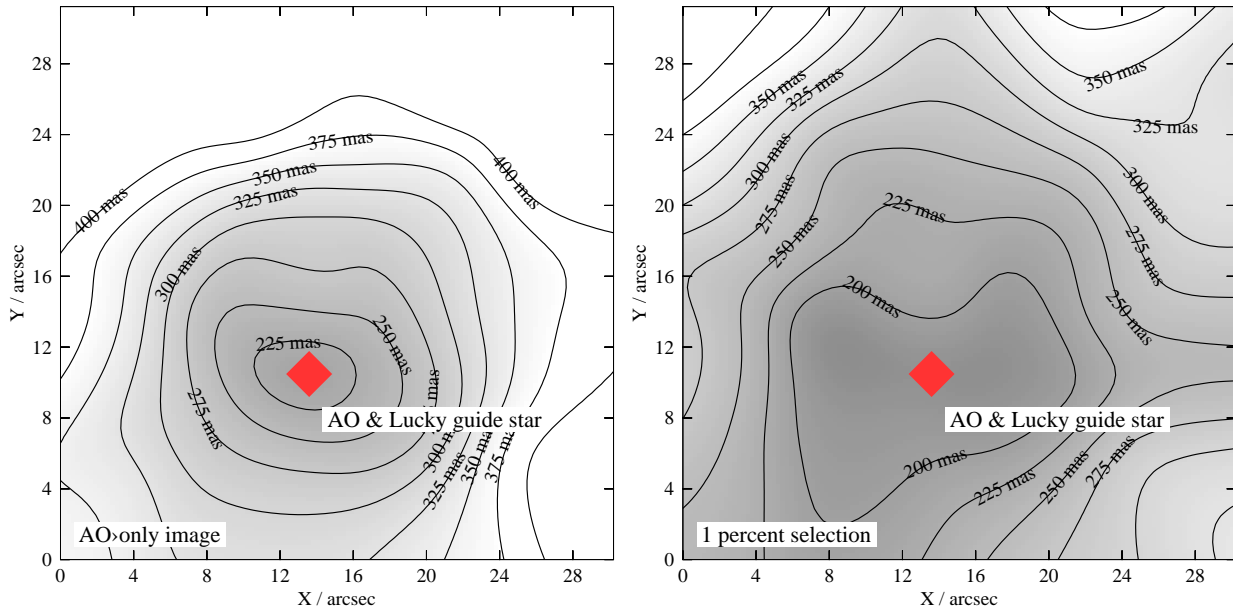 28
24
20
16
12
8
4
0
Y / arcsec
0 4 8 12 16 20 24 28
X / arcsec
400 mas
375 mas
400 mas
350 mas
325 mas
300 mas
225 mas
250 mas
275 mas
AO & Lucky guide star
300 mas
325 mas
350 mas
375 mas
AO›only image
28
24
20
16
12
8
4
0
Y / arcsec
0 4 8 12 16 20 24 28
X / arcsec
350 mas
325 mas
350 mas
325 mas
300 mas
275 mas
250 mas
225 mas
300 mas
275 mas
250 mas
200 mas
AO & Lucky guide star
200 mas
225 mas
250 mas
275 mas
1 percent selection